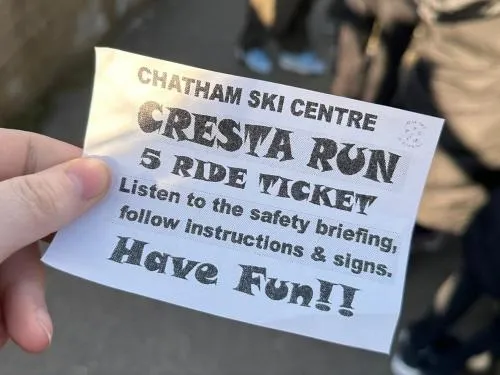 CHATHAM SKI CENTRE
CRESTA RUN
5 RIDE TICKET
Listen to the safety briefing,
follow instructions & signs.
Have Fun!!